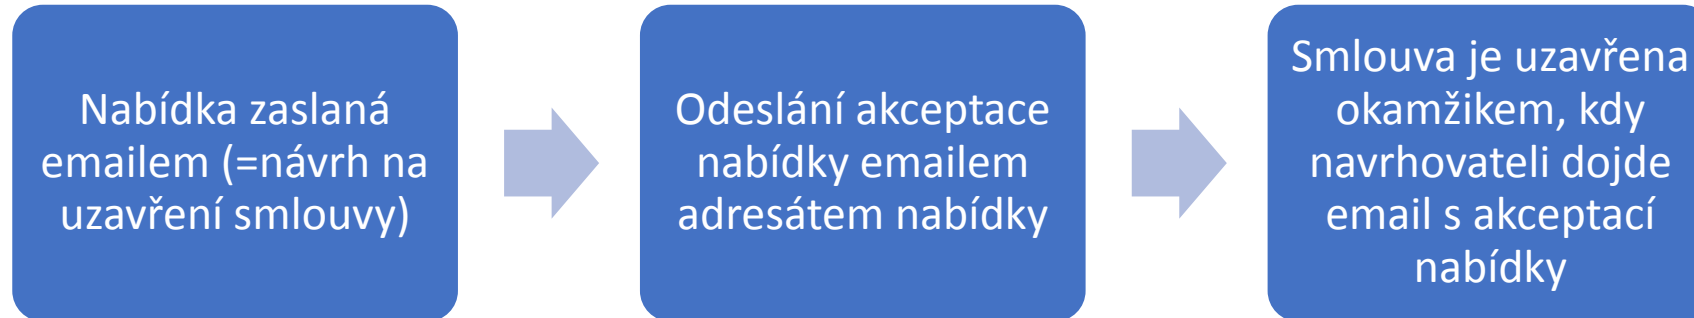 Nabídka zaslaná
emailem (=návrh na
uzavření smlouvy)
Odeslání akceptace
nabídky emailem
adresátem nabídky
Smlouva je uzavřena
okamžikem, kdy
navrhovateli dojde
email s akceptací
nabídky